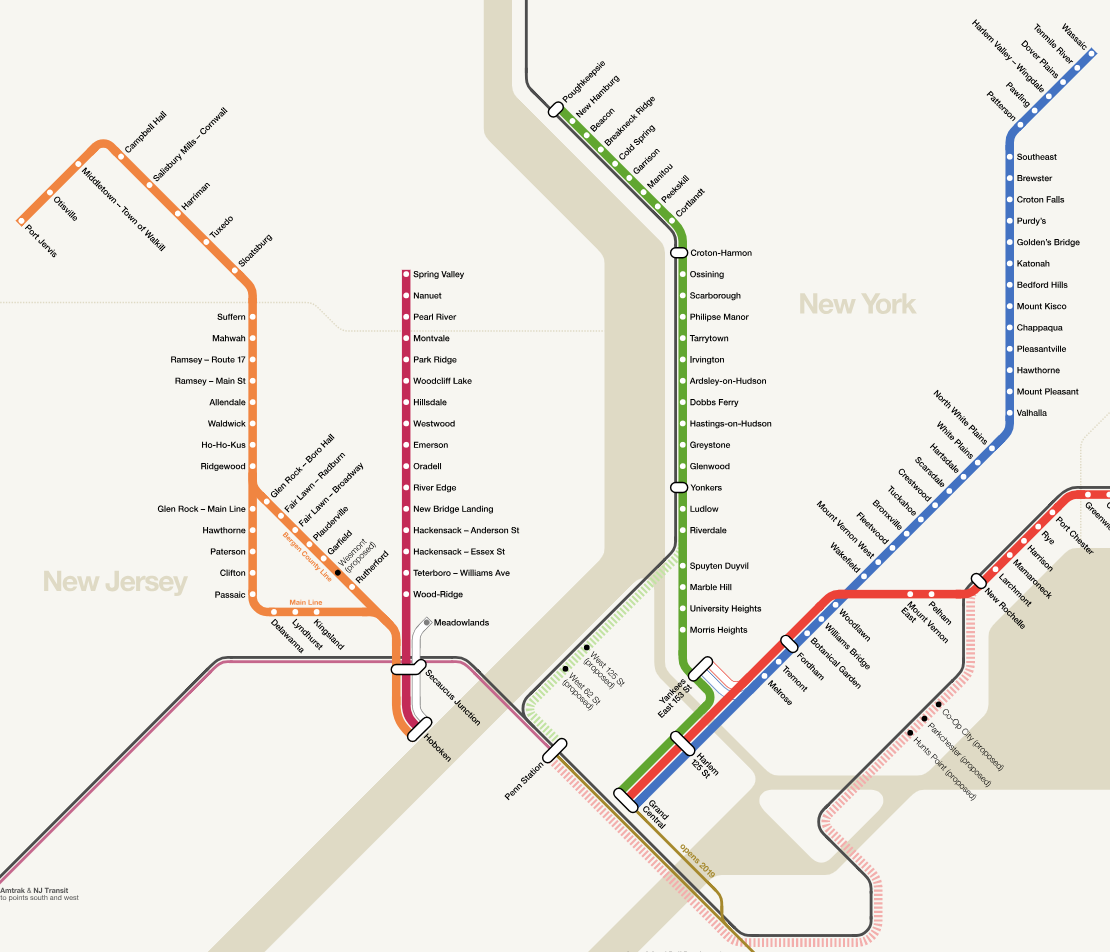 Wassaic
Tenmile River
Dover Plains
Harlem Valley – Wingdale
Pawling
Patterson
Southeast
Brewster
Croton Falls
Purdy's
Golden's Bridge
Katonah
Bedford Hills
Mount Kisco
Chappaqua
Pleasantville
Hawthorne
Mount Pleasant
Valhalla
North White Plains
White Plains
Hartsdale
Scarsdale
Crestwood
Tuckahoe
Bronxville
Fleetwood
Mount Vernon West
Wakefield
Woodlawn
Williams Bridge
Botanical Garden
Fordham
Tremont
Melrose
Poughkeepsie
New Hamburg
Beacon
Breakneck Ridge
Cold Spring
Garrison
Manitou
Peekskill
Cortlandt
Croton-Harmon
Ossining
Scarborough
Philipse Manor
Tarrytown
Irvington
Ardsley-on-Hudson
Dobbs Ferry
Hastings-on-Hudson
Greystone
Glenwood
Yonkers
Ludlow
Riverdale
Spuyten Duyvil
Marble Hill
University Heights
Morris Heights
Yankees
East 153 St
Harlem
125 St
Grand
Central
opens 2019
New York
Port Jervis
Otisville
Middletown – Town of Walkill
Campbell Hall
Salisbury Mills – Cornwall
Harriman
Tuxedo
Sloatsburg
Suffern
Mahwah
Ramsey – Route 17
Ramsey – Main St
Allendale
Waldwick
Ho-Ho-Kus
Ridgewood
Glen Rock – Main Line
Hawthorne
Paterson
Clifton
Passaic
Main Line
Delawanna
Lyndhurst
Kingsland
Glen Rock – Boro Hall
Fair Lawn – Radburn
Fair Lawn – Broadway
Plauderville
Garfield
Wesmont
(proposed)
Rutherford
Bergen County Line
New Jersey
Spring Valley
Nanuet
Pearl River
Montvale
Park Ridge
Woodcliff Lake
Hillsdale
Westwood
Emerson
Oradell
River Edge
New Bridge Landing
Hackensack – Anderson St
Hackensack – Essex St
Teterboro – Williams Ave
Wood-Ridge
Meadowlands
Secaucus Junction
Hoboken
Penn Station
West 125 St
(proposed)
West 62 St
(proposed)
Port Chester
Rye
Harrison
Mamaroneck
Larchmont
New Rochelle
Pelham
Mount Vernon
East
Co-Op City (proposed)
Parkchester (proposed)
Hunts Point (proposed)
Amtrak & NJ Transit
to points south and west